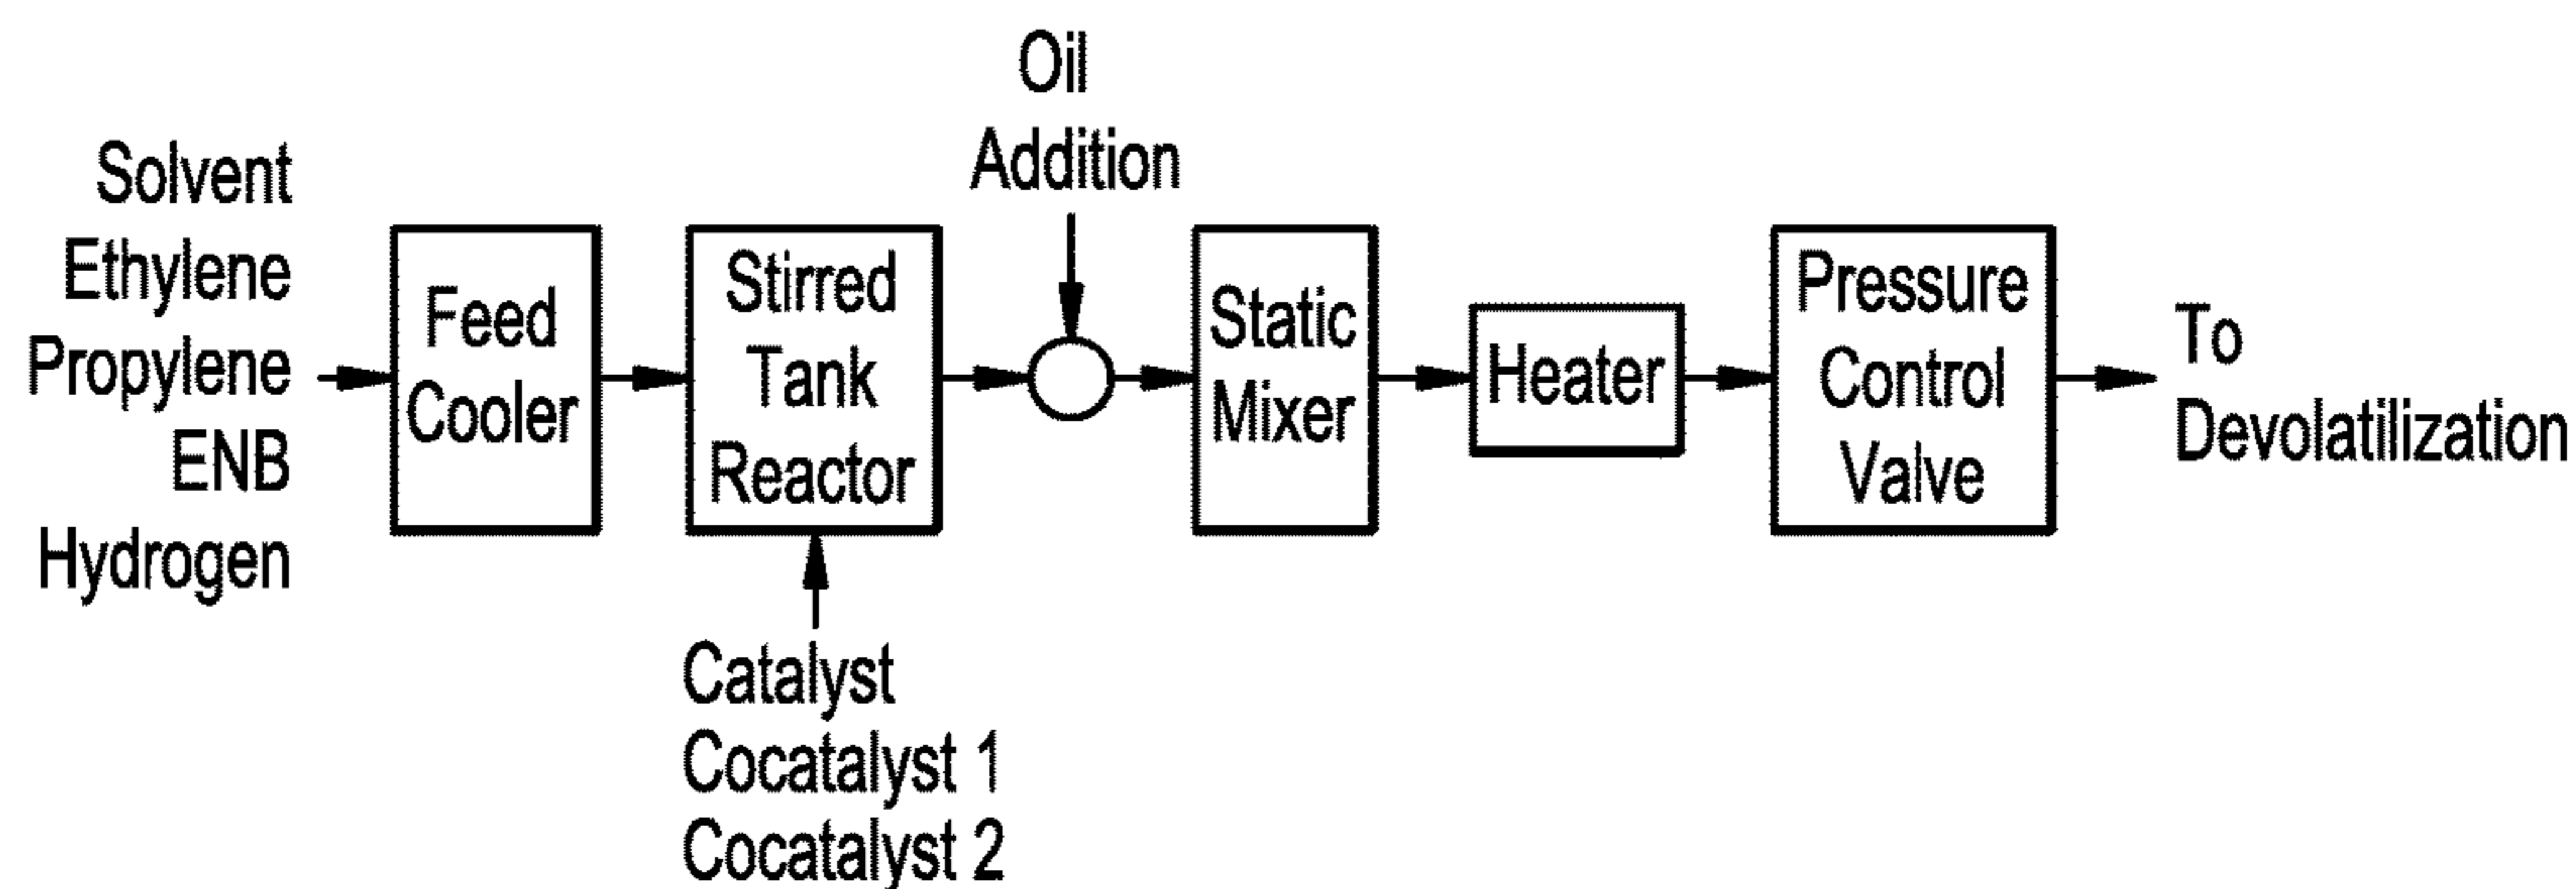 Solvent
Ethylene
Propylene
ENB
Hydrogen
Feed
Cooler
Stirred
Tank
Reactor
Catalyst
Cocatalyst 1
Cocatalyst 2
Oil
Addition
Static
Mixer
Heater
Pressure
Control
Valve
To
Devolatilization